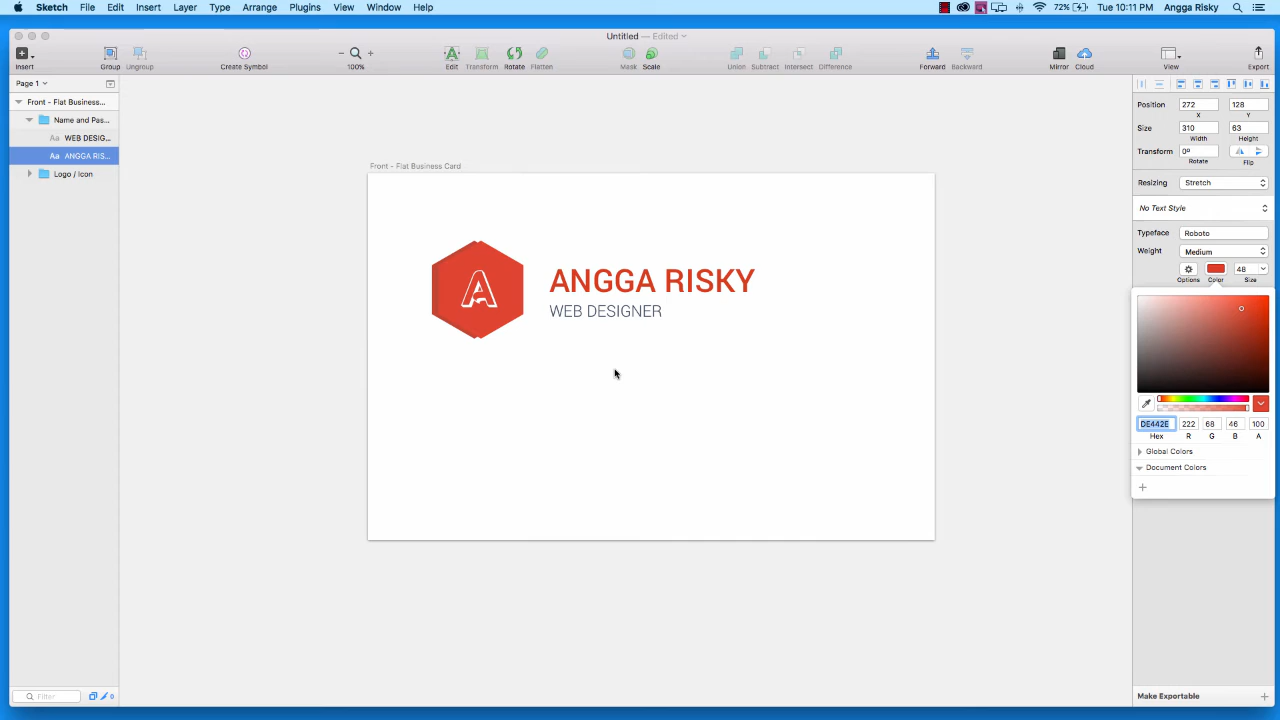 Sketch File Edit Insert Layer Type Arrange Plugins View Window Help 72% Tue 10:11 PM Angga Risky
Untitled — Edited
Insert Group Ungroup Create Symbol 100% Edit Transform Rotate Flatten Mask Scale Union Subtract Intersect Difference Forward Backward Mirror Cloud View Export
Page 1
Front - Flat Business...
Name and Pas...
WEB DESIG...
ANGGA RIS...
Logo / Icon
Filter 0
Front - Flat Business Card
A
ANGGA RISKY
WEB DESIGNER
Position 272 128
X Y
Size 310 63
Width Height
Transform 0º
Rotate Flip
Resizing Stretch
No Text Style
Typeface Roboto
Weight Medium
48
Options Color Size
DE442E 222 68 46 100
Hex R G B A
Global Colors
Document Colors
Make Exportable